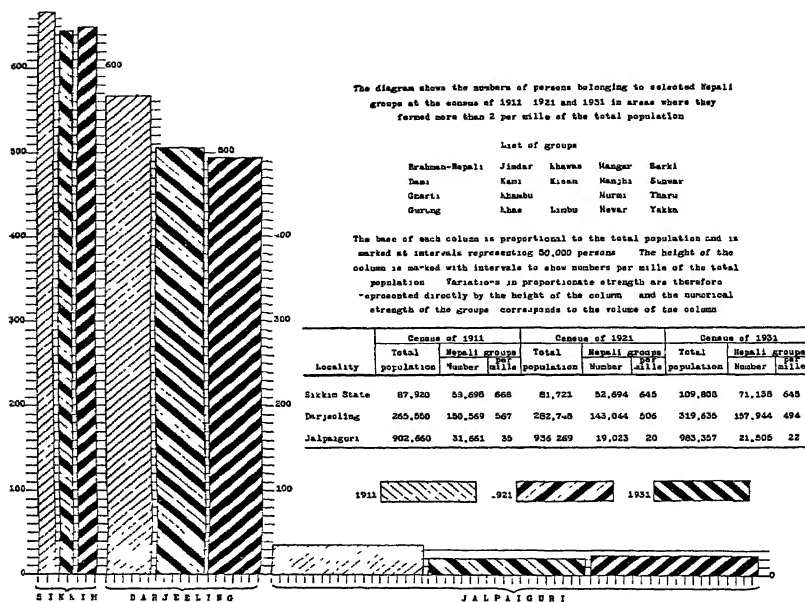 600
600
500
500
400
400
300
300
200
200
100
100
0
0
The diagram shows the numbers of persons belonging to selected Nepali
groups at the census of 1911 1921 and 1931 in areas where they
formed more than 2 per mille of the total population
List of groups
Brahman-Nepali Jimdar Khawas Mangar Sarki
Dami Kami Kisan Manjhi Sunwar
Gharti Khambu Murmi Tharu
Gurung Khas Limbu Newar Yakka
The base of each column is proportional to the total population and is
marked at intervals representing 50,000 persons The height of the
column is marked with intervals to show numbers per mille of the total
population Variations in proportionate strength are therefore
represented directly by the height of the column and the numerical
strength of the groups corresponds to the volume of the column
Census of 1911 Census of 1921 Census of 1931
Total Nepali groups Total Nepali groups Total Nepali groups
Locality population Number per mille population Number per mille population Number per mille
Sikkim State 87,920 58,698 668 81,721 52,694 645 109,808 71,138 648
Darjeeling 265,550 150,569 567 282,748 143,044 506 319,635 157,944 494
Jalpaiguri 902,660 31,661 35 936 269 19,023 20 983,357 21,505 22
1911 1921 1931
SIKKIM DARJEELING JALPAIGURI